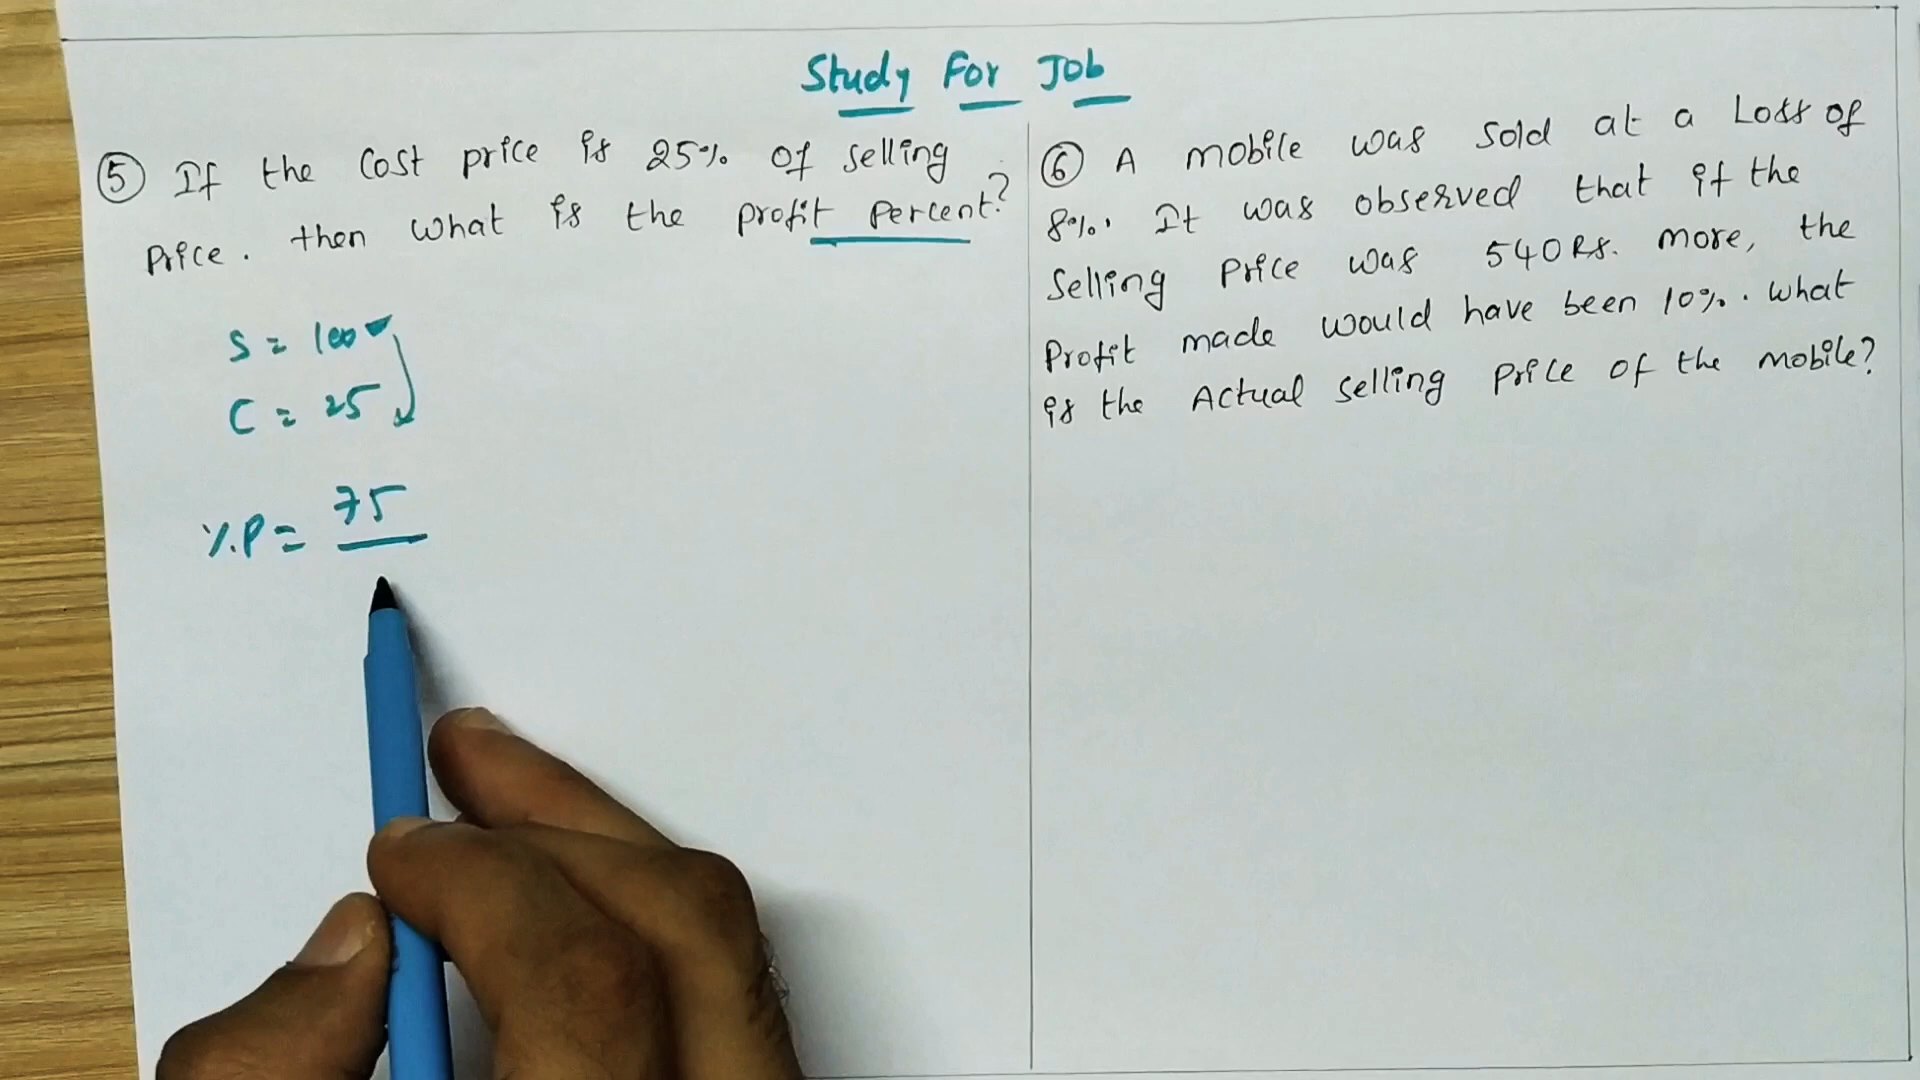 Study For Job
⑤ If the Cost price is 25% of selling
Price. then what is the profit percent?
S = 100
C = 25
%P = 75
⑥ A mobile was sold at a Loss of
8%. It was observed that if the
Selling Price was 540 Rs. more, the
Profit made would have been 10%. what
is the Actual selling price of the mobile?